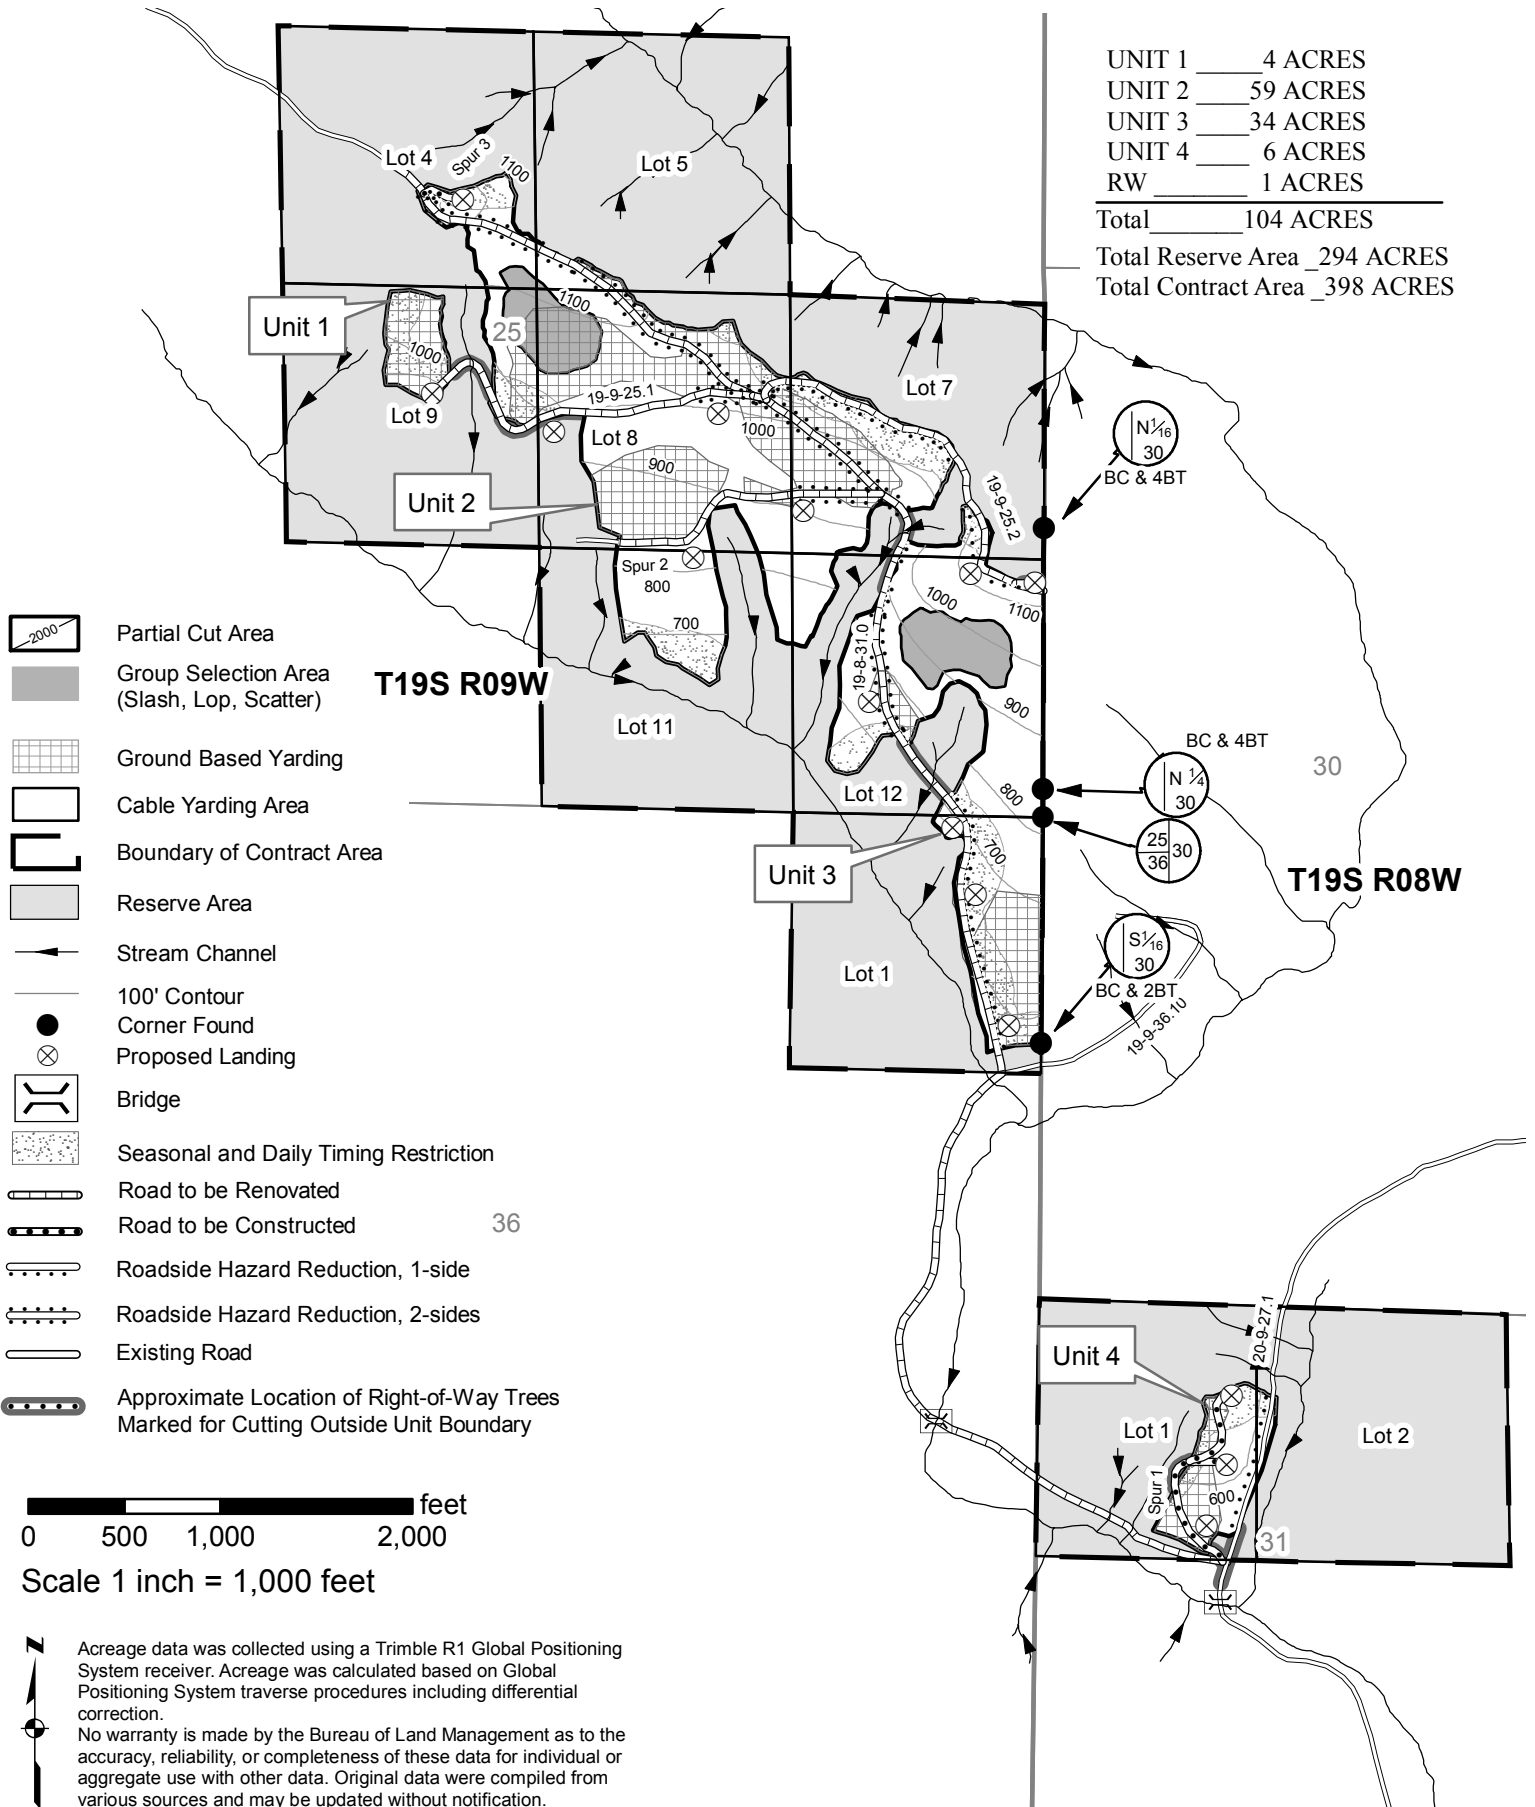 UNIT 1 _____4 ACRES
UNIT 2 ____59 ACRES
UNIT 3 ____34 ACRES
UNIT 4 ____ 6 ACRES
RW _______ 1 ACRES
Total_______104 ACRES
Total Reserve Area _294 ACRES
Total Contract Area _398 ACRES
Lot 4
Spur 3
1100
Lot 5
Unit 1
25
1100
1000
19-9-25.1
Lot 7
Lot 9
Lot 8
1000
900
Unit 2
19-9-25.2
N 1/16
30
BC & 4BT
Spur 2
800
700
1000
1100
19-8-31.0
900
T19S R09W
Lot 11
Lot 12
800
BC & 4BT
N 1/4
30
30
25
36
30
700
Unit 3
T19S R08W
Lot 1
S 1/16
30
BC & 2BT
19-9-36.10
2000
Partial Cut Area
Group Selection Area
(Slash, Lop, Scatter)
Ground Based Yarding
Cable Yarding Area
Boundary of Contract Area
Reserve Area
Stream Channel
100' Contour
Corner Found
Proposed Landing
Bridge
Seasonal and Daily Timing Restriction
Road to be Renovated
Road to be Constructed
36
Roadside Hazard Reduction, 1-side
Roadside Hazard Reduction, 2-sides
Existing Road
Approximate Location of Right-of-Way Trees
Marked for Cutting Outside Unit Boundary
20-9-27.1
Unit 4
Lot 1
Lot 2
Spur 1
600
31
feet
0 500 1,000 2,000
Scale 1 inch = 1,000 feet
N
Acreage data was collected using a Trimble R1 Global Positioning
System receiver. Acreage was calculated based on Global
Positioning System traverse procedures including differential
correction.
No warranty is made by the Bureau of Land Management as to the
accuracy, reliability, or completeness of these data for individual or
aggregate use with other data. Original data were compiled from
various sources and may be updated without notification.